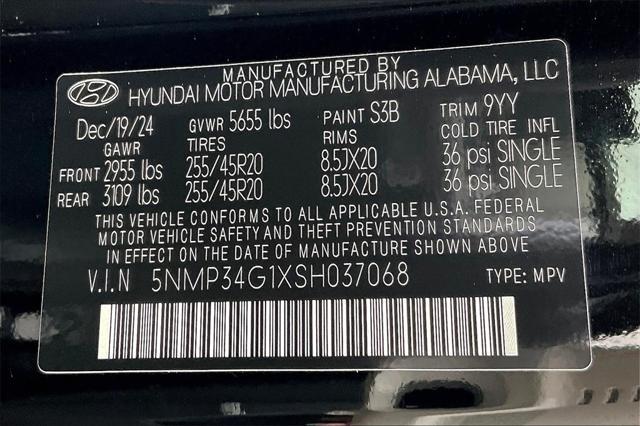 MANUFACTURED BY
HYUNDAI MOTOR MANUFACTURING ALABAMA, LLC
Dec/19/24 GVWR 5655 lbs PAINT S3B TRIM 9YY
GAWR TIRES RIMS COLD TIRE INFL
FRONT 2955 lbs 255/45R20 8.5JX20 36 psi SINGLE
REAR 3109 lbs 255/45R20 8.5JX20 36 psi SINGLE
THIS VEHICLE CONFORMS TO ALL APPLICABLE U.S.A. FEDERAL
MOTOR VEHICLE SAFETY AND THEFT PREVENTION STANDARDS
IN EFFECT ON THE DATE OF MANUFACTURE SHOWN ABOVE
V.I.N 5NMP34G1XSH037068 TYPE: MPV